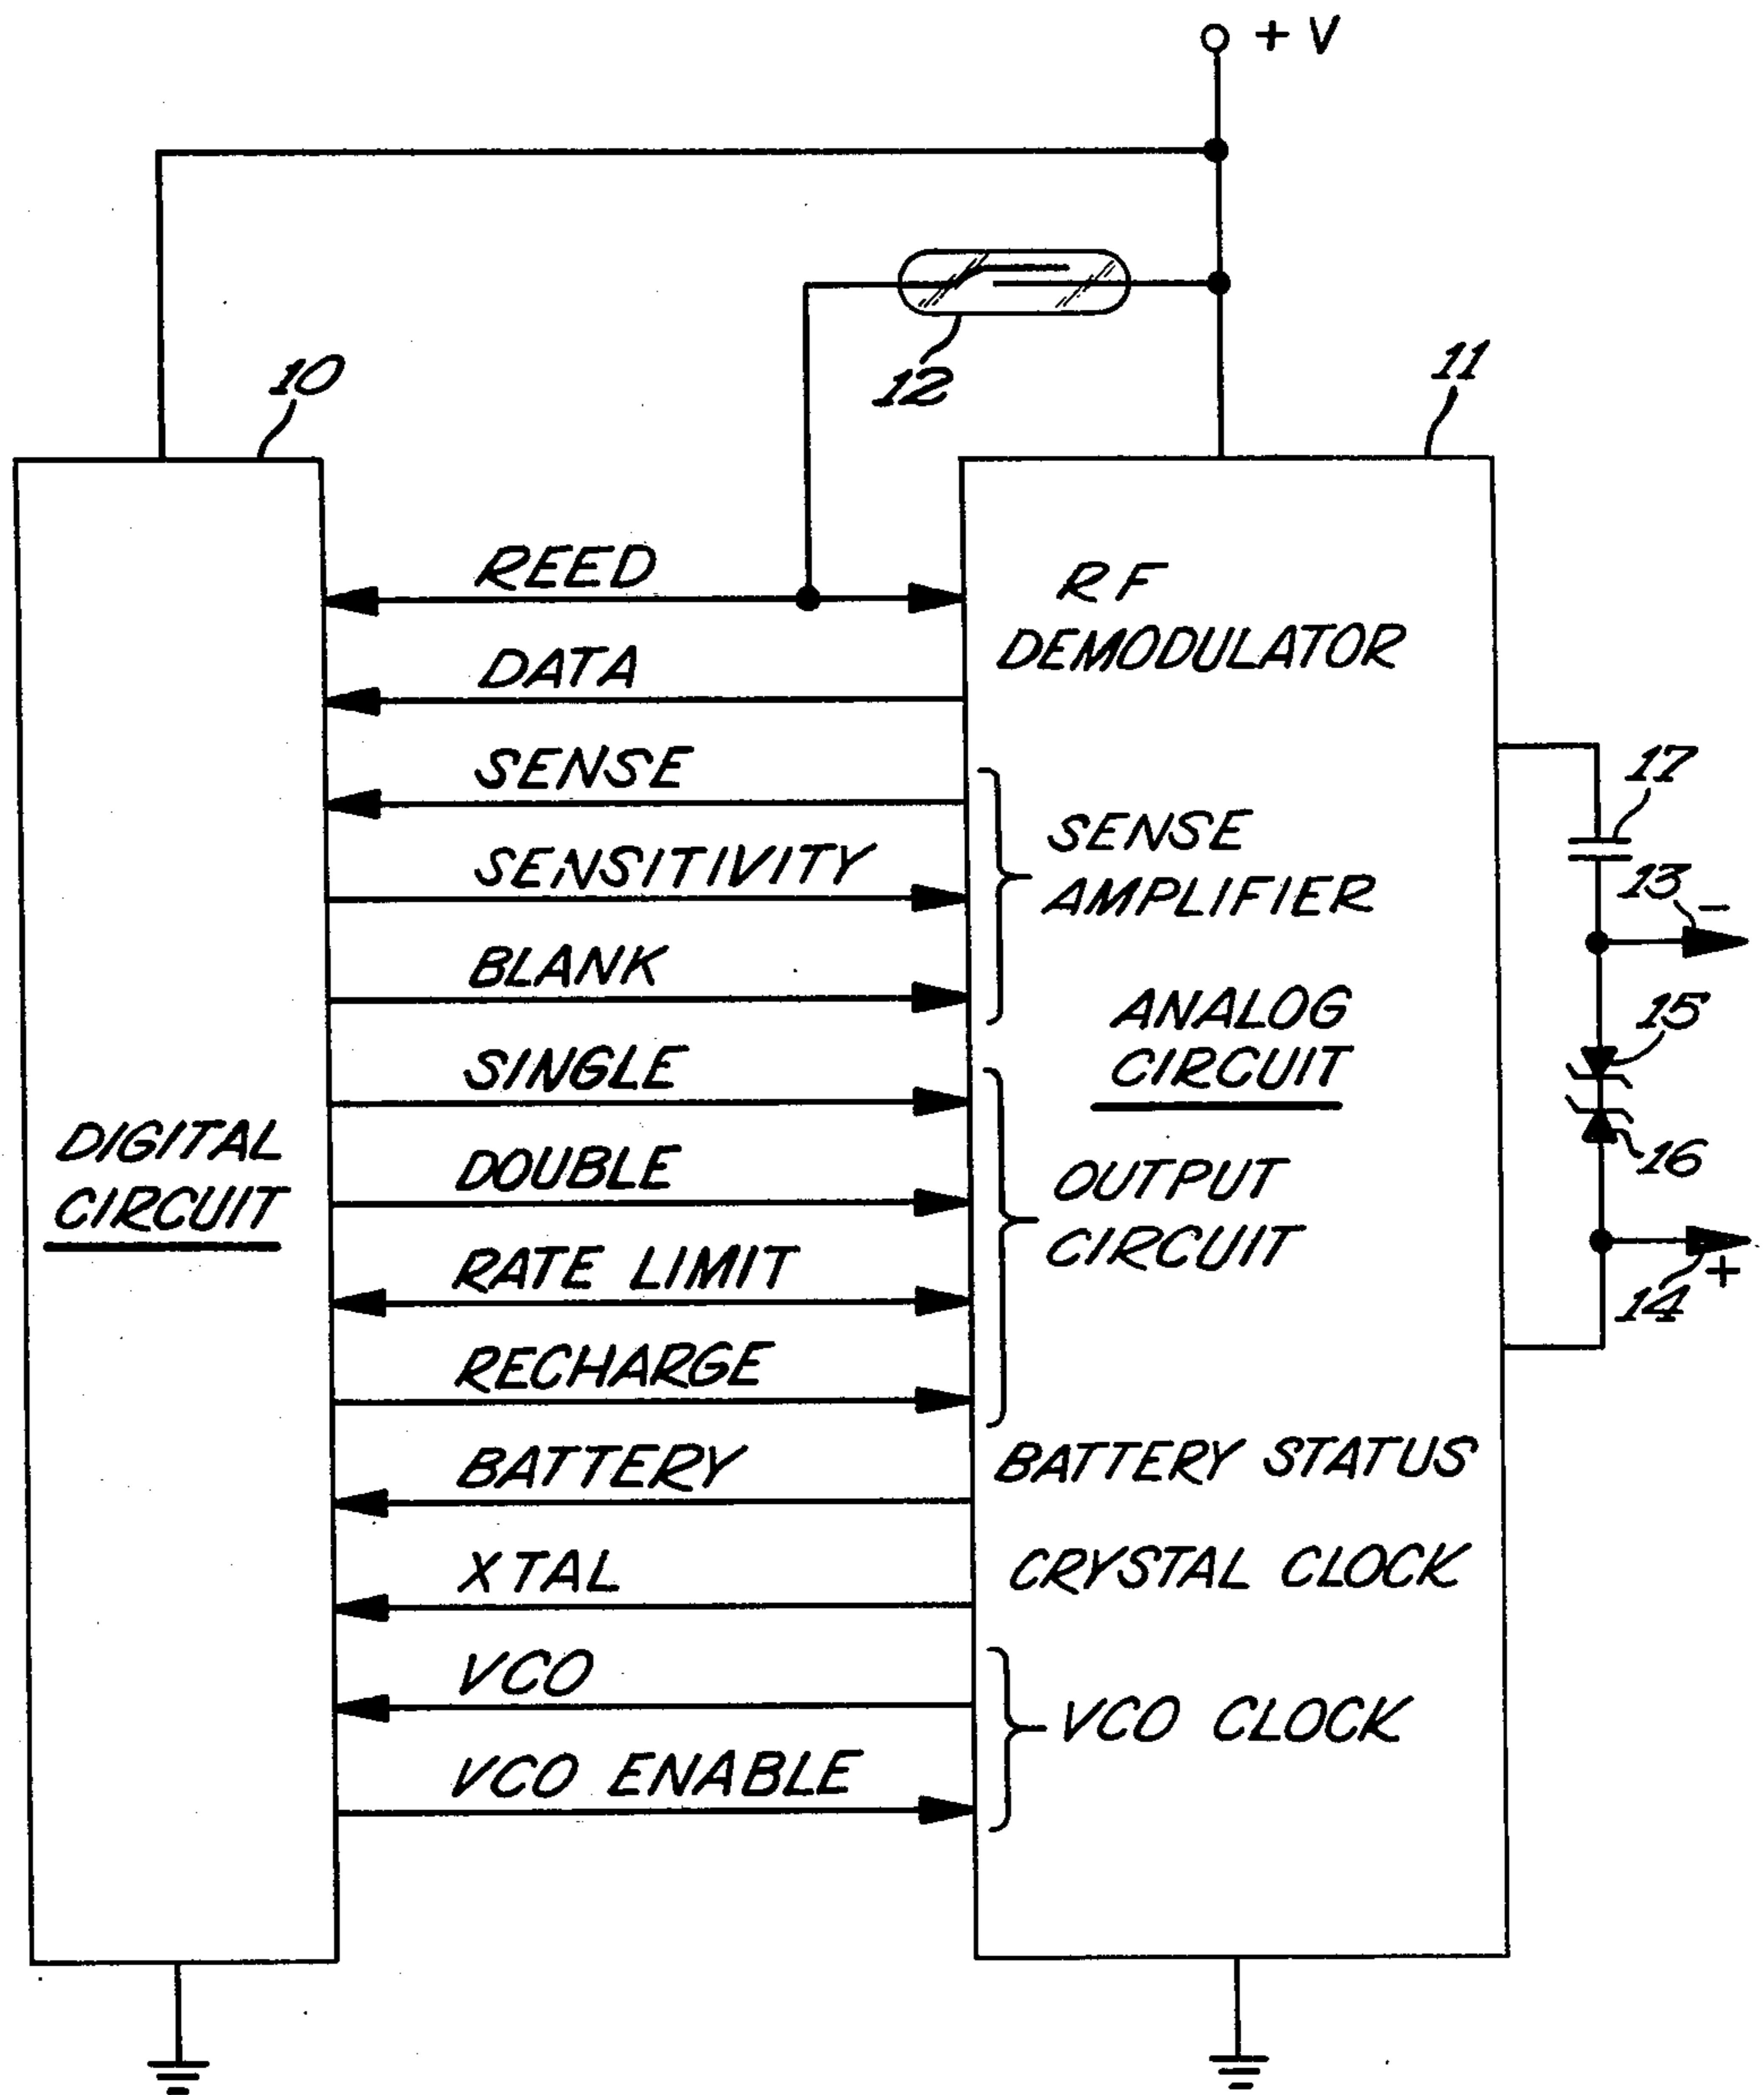 + V
12
10
11
REED
RF
DEMODULATOR
DATA
SENSE
SENSITIVITY
BLANK
SENSE
AMPLIFIER
17
13
-
ANALOG
CIRCUIT
15
16
SINGLE
DOUBLE
RATE LIMIT
RECHARGE
OUTPUT
CIRCUIT
14
+
DIGITAL
CIRCUIT
BATTERY
BATTERY STATUS
XTAL
CRYSTAL CLOCK
VCO
VCO ENABLE
VCO CLOCK